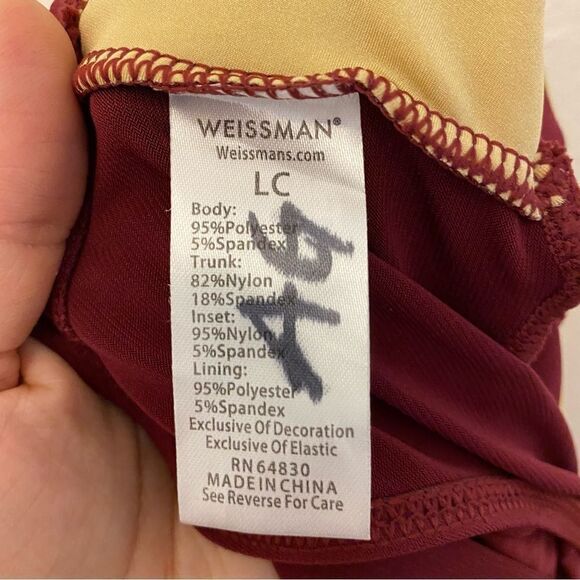 WEISSMAN®
Weissmans.com
LC
Body:
95%Polyester
5%Spandex
Trunk:
82%Nylon
18%Spandex
Inset:
95%Nylon
5%Spandex
Lining:
95%Polyester
5%Spandex
Exclusive Of Decoration
Exclusive Of Elastic
RN 64830
MADE IN CHINA
See Reverse For Care
AG